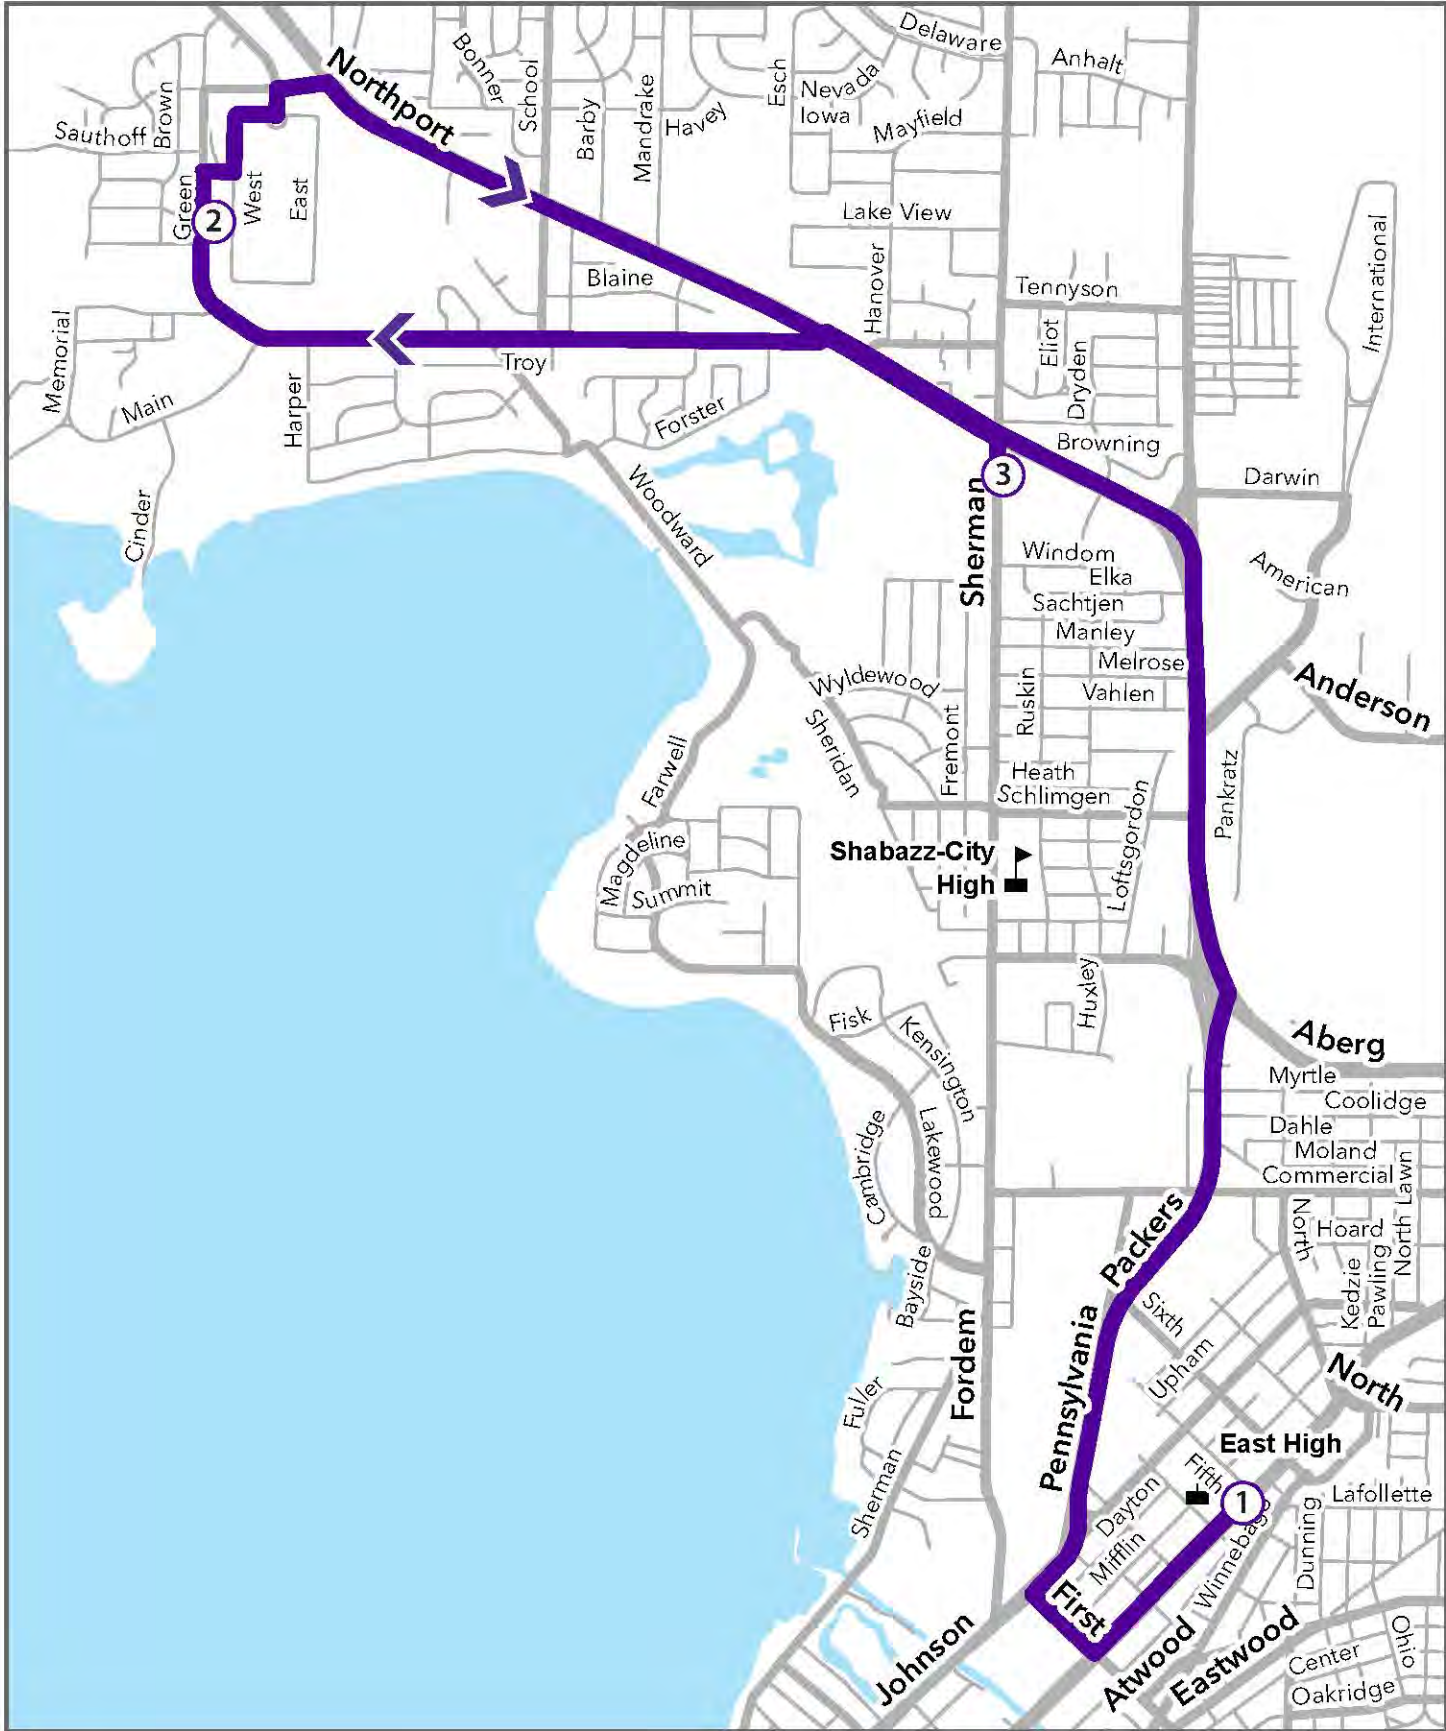 Delaware
Anhalt
Bonner
School
Northport
Esch
Nevada
Iowa
Brown
Barby
Mandrake
Havey
Mayfield
Sauthoff
Green
West
East
2
Lake View
Hanover
International
Blaine
Tennyson
Memorial
Eliot
Dryden
Troy
Main
Harper
Forster
Browning
3
Darwin
Cinder
Woodward
Sherman
Windom
Elka
American
Sachtjen
Manley
Melrose
Wyldewood
Vahlen
Anderson
Ruskin
Sheridan
Fremont
Farwell
Heath
Schlimgen
Pankratz
Loftsgordon
Magdeline
Shabazz-City
High
Summit
Huxley
Fisk
Kensington
Aberg
Myrtle
Coolidge
Cambridge
Lakewood
Dahle
Moland
Commercial
North Lawn
Packers
North
Hoard
Bayside
Kedzie
Pawling
Sixth
Pennsylvania
Upham
Fordem
North
Fuller
East High
Fifth
1
Sherman
Dayton
Lafollette
Mifflin
Winnebago
Dunning
First
Johnson
Atwood
Eastwood
Center
Ohio
Oakridge